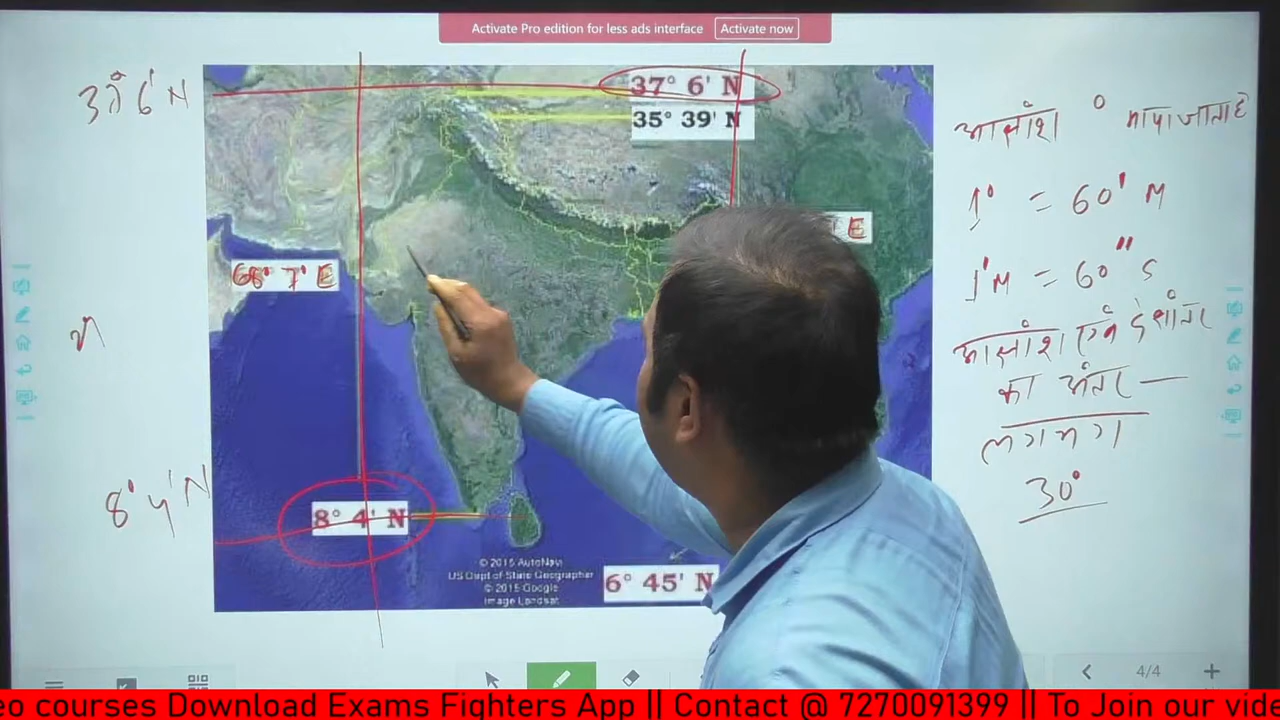 Activate Pro edition for less ads interface Activate now
37° 6' N
37° 6' N
35° 39' N
आक्षांश ° मापा जाता है
1° = 60' M
E
68° 7' E
1'M = 60" S
आक्षांश एवं देशांतर
का अंतर —
लगभग
30°
8° 4' N
8° 4' N
© 2015 AutoNavi
US Dept of State Geographer
© 2015 Google
Image Landsat
6° 45' N
4/4
eo courses Download Exams Fighters App || Contact @ 7270091399 || To Join our vide